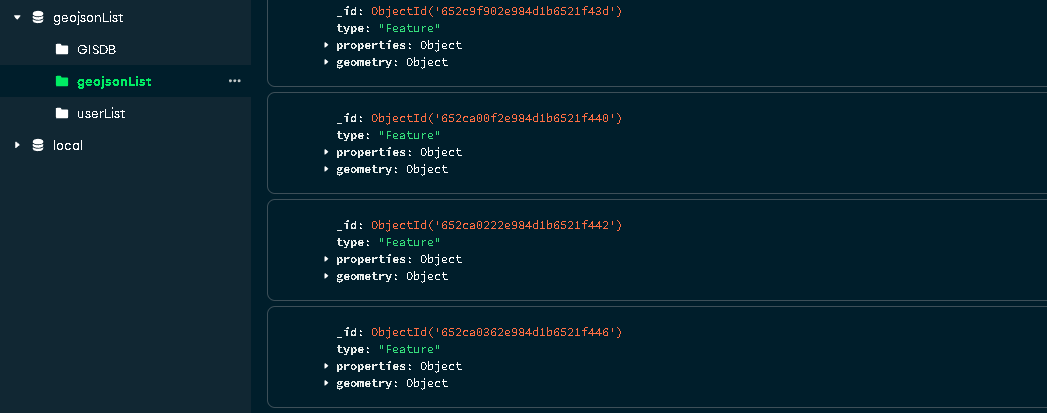 geojsonList
GISDB
geojsonList
userList
local
_id: ObjectId('652c9f902e984d1b6521f43d')
type: "Feature"
properties: Object
geometry: Object
_id: ObjectId('652ca00f2e984d1b6521f440')
type: "Feature"
properties: Object
geometry: Object
_id: ObjectId('652ca0222e984d1b6521f442')
type: "Feature"
properties: Object
geometry: Object
_id: ObjectId('652ca0362e984d1b6521f446')
type: "Feature"
properties: Object
geometry: Object